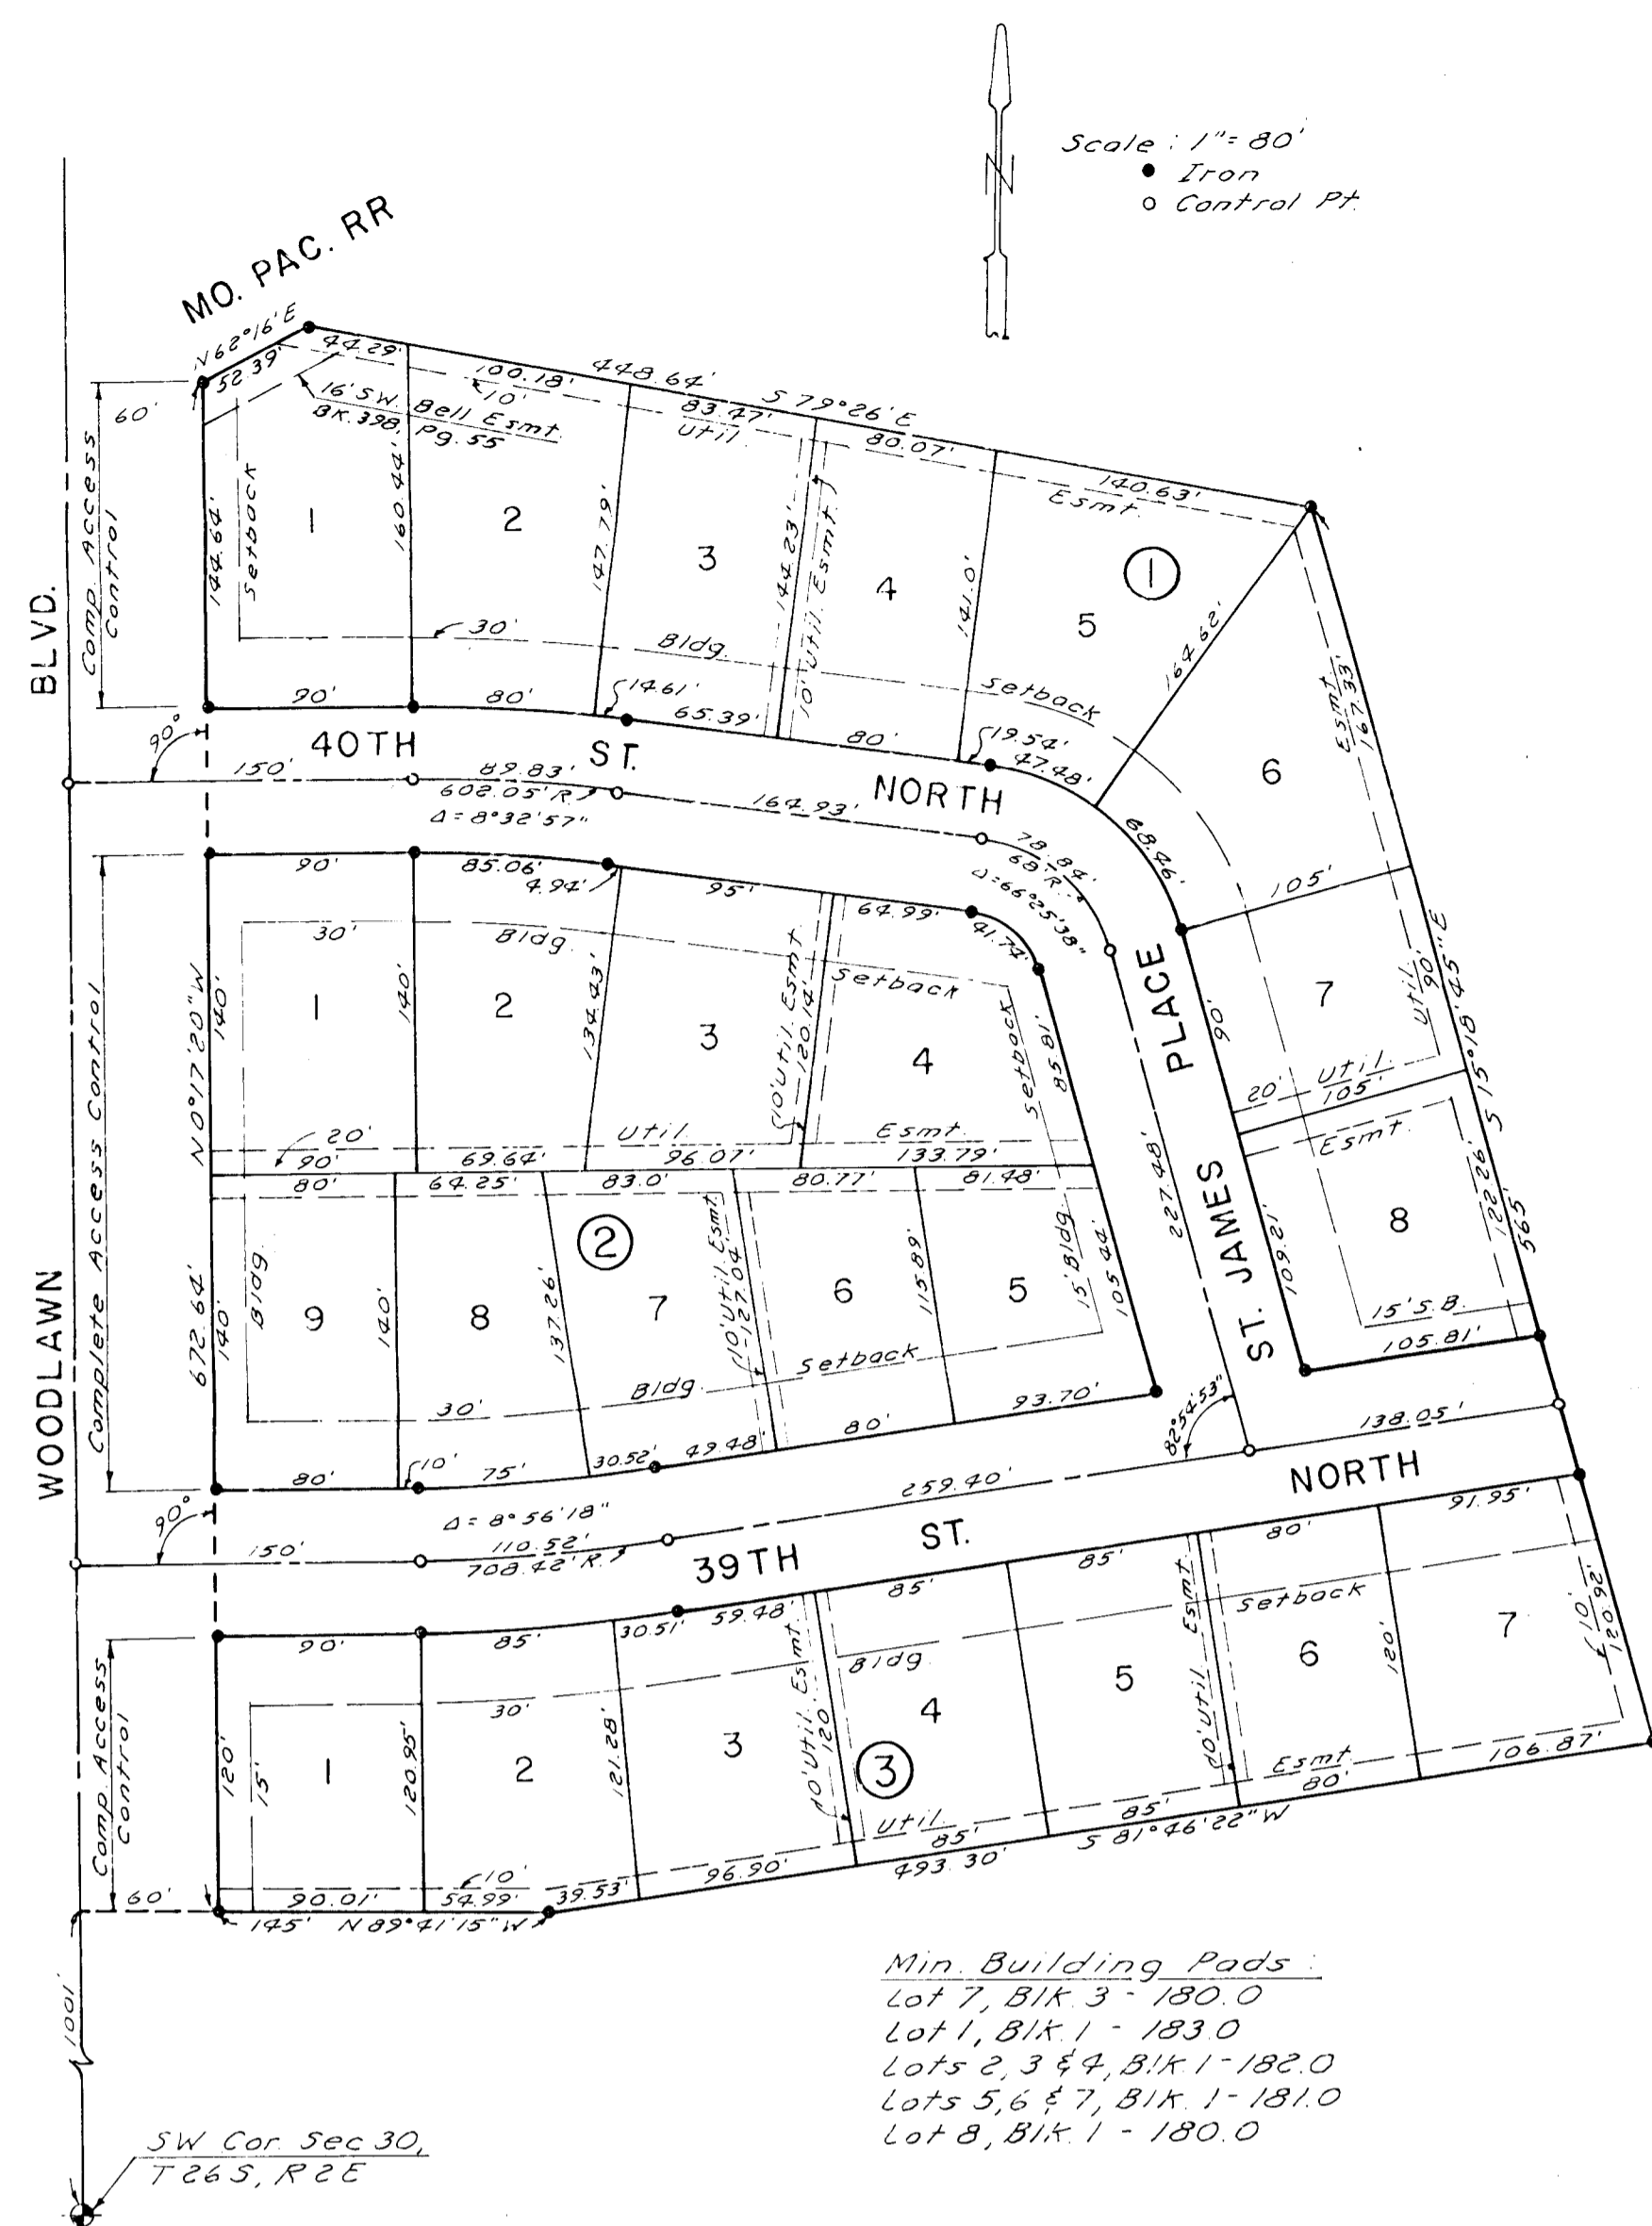 Scale : 1"= 80'
● Iron
○ Control Pt.
MO. PAC. RR
N 62°16' E
52.39'
44.29'
100.18'
448.64'
S 79°26' E
10'
83.47'
Util.
80.07'
140.63'
Esmt.
60'
Comp. Access
Control
16' S.W. Bell Esmt.
BK. 398, Pg. 55
144.64'
Setback
1
160.44'
2
147.79'
3
144.23'
10' Util. Esmt.
4
141.0'
5
①
164.62'
6
Esmt.
167.33'
30'
Bldg.
Setback
BLVD.
90'
80'
14.61'
65.39'
80'
19.54'
47.48'
68.46'
90°
40TH ST. NORTH
150'
89.83'
602.05' R.
Δ= 8°32'57"
164.93'
78.84'
68' R.
Δ=66°25'38"
105'
90'
85.06'
4.94'
95'
64.99'
41.74'
30'
Bldg.
Setback
Complete Access Control
N 0°17'20" W
140'
1
140'
2
134.43'
3
10' Util. Esmt.
120.14'
4
Setback
85.81'
PLACE
90'
7
Util.
90'
S 15°18'45" E
565'
20'
Util.
Esmt.
20' Util.
105'
Esmt.
90'
69.64'
96.07'
133.79'
80'
64.25'
83.0'
80.77'
81.48'
②
WOODLAWN
672.64'
140'
Bldg.
9
140'
8
137.26'
7
10' Util. Esmt.
127.04'
6
115.89'
5
15' Bldg.
105.44'
227.48'
ST. JAMES
109.21'
8
122.26'
15' S.B.
105.81'
30'
Bldg.
Setback
80'
10'
75'
30.52'
49.48'
80'
93.70'
82°54'53"
138.05'
90°
Δ= 8°56'18"
150'
110.52'
708.42' R.
259.40'
39TH ST. NORTH
90'
85'
30.51'
59.48'
85'
85'
80'
91.95'
Comp. Access
Control
120'
15'
30'
Bldg.
Setback
1
120.95'
2
121.28'
3
10' Util. Esmt.
120'
4
③
5
10' Util. Esmt.
6
120'
7
10'
120.92'
60'
10'
Util.
Esmt.
90.01'
54.99'
39.53'
96.90'
85'
85'
80'
106.87'
145'
N 89°41'15" W
493.30'
S 81°46'22" W
1001'
Min. Building Pads :
Lot 7, Blk. 3 - 180.0
Lot 1, Blk. 1 - 183.0
Lots 2, 3 & 4, Blk. 1 - 182.0
Lots 5, 6 & 7, Blk. 1 - 181.0
Lot 8, Blk. 1 - 180.0
SW Cor. Sec 30,
T 26 S, R 2 E
N